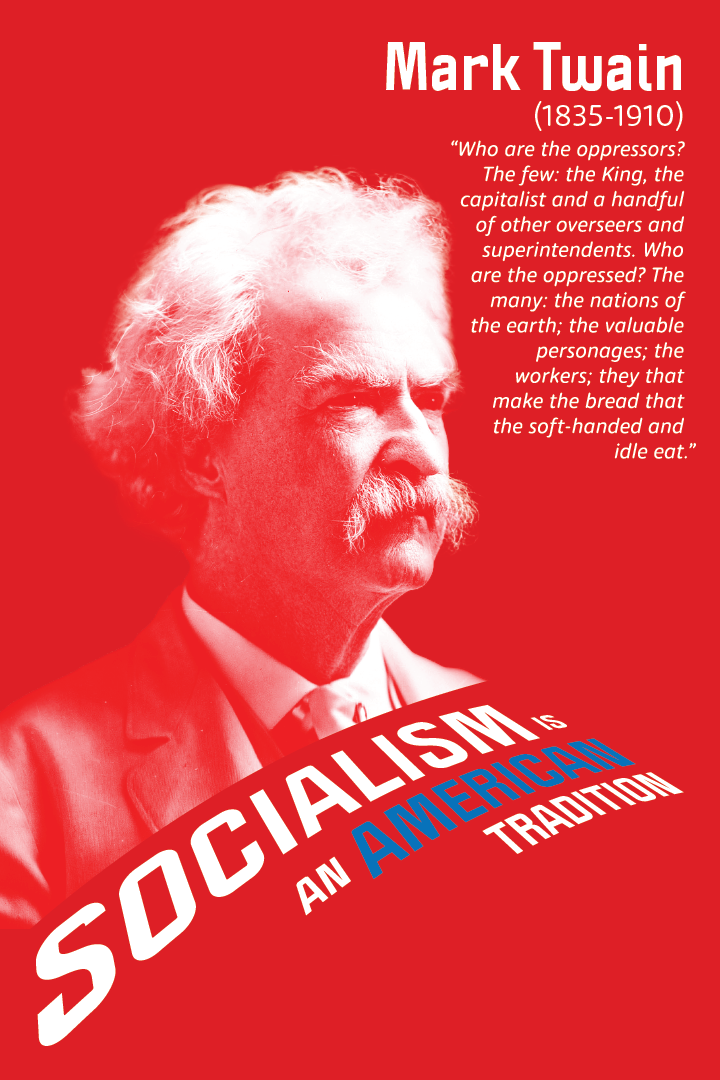 Mark Twain
(1835-1910)
“Who are the oppressors?
The few: the King, the
capitalist and a handful
of other overseers and
superintendents. Who
are the oppressed? The
many: the nations of
the earth; the valuable
personages; the
workers; they that
make the bread that
the soft-handed and
idle eat.”
SOCIALISM IS
AN AMERICAN
TRADITION